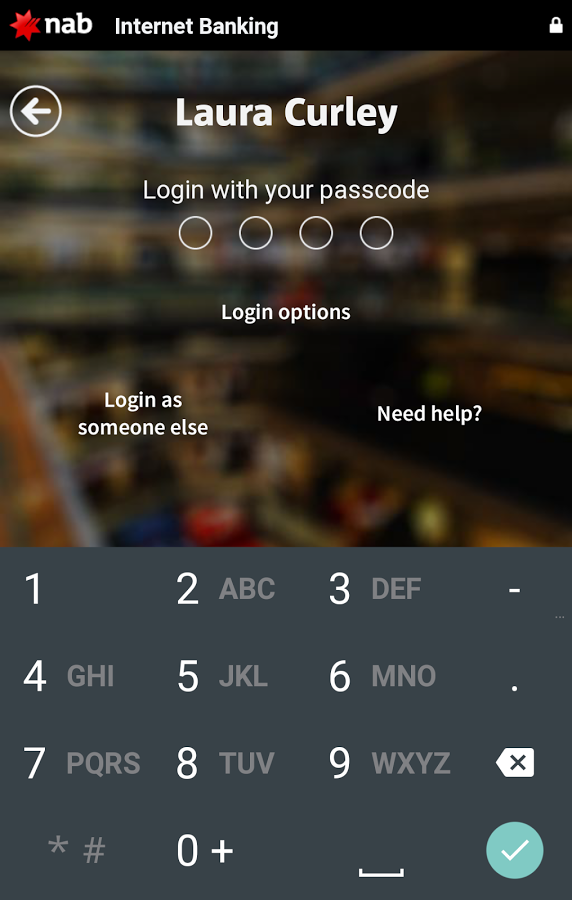 nab Internet Banking
Laura Curley
Login with your passcode
Login options
Login as
someone else
Need help?
1 2 ABC 3 DEF -
4 GHI 5 JKL 6 MNO .
7 PQRS 8 TUV 9 WXYZ
* # 0 +